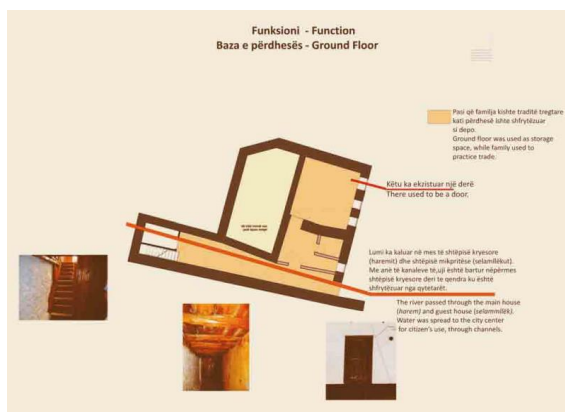 Funksioni - Function
Baza e përdhesës - Ground Floor
Pasi që familja kishte traditë tregtare
kati përdhesë ishte shfrytëzuar
si depo.
Ground floor was used as storage
space, while family used to
practice trade.
Këtu ka ekzistuar një derë
There used to be a door.
Lumi ka kaluar në mes të shtëpisë kryesore
(haremit) dhe shtëpisë mikpritëse (selamllëkut).
Me anë të kanaleve të,uji është bartur nëpërmes
shtëpisë kryesore deri te qendra ku është
shfrytëzuar nga qytetarët.
The river passed through the main house
(harem) and guest house (selammllëk).
Water was spread to the city center
for citizen's use, through channels.